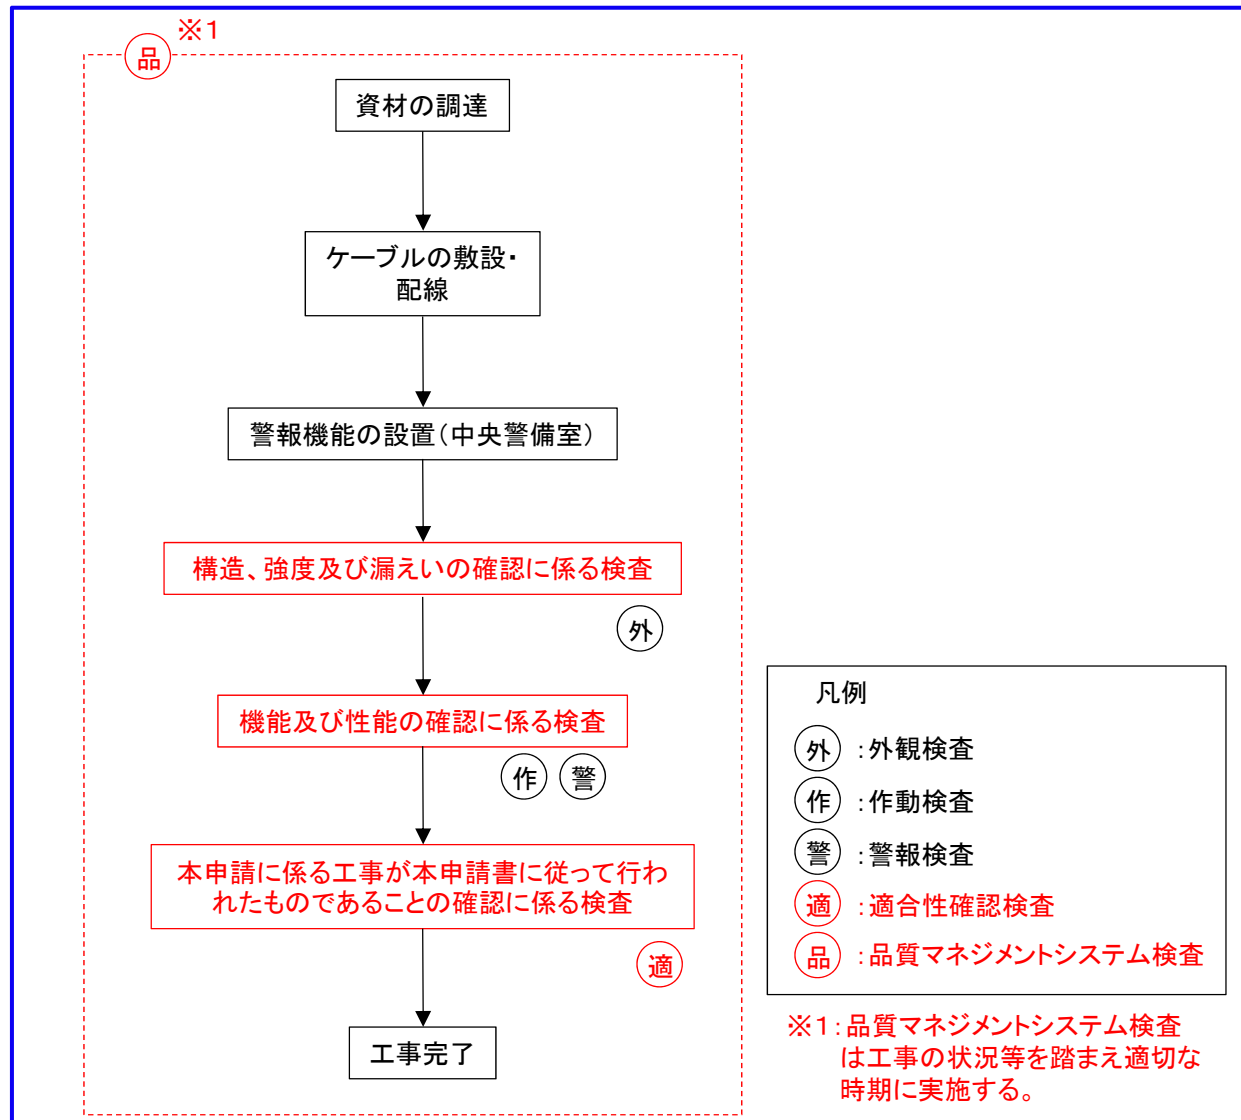 ※1
品
資材の調達
ケーブルの敷設・
配線
警報機能の設置(中央警備室)
構造、強度及び漏えいの確認に係る検査
外
機能及び性能の確認に係る検査
作 警
本申請に係る工事が本申請書に従って行わ
れたものであることの確認に係る検査
適
工事完了
凡例
外 :外観検査
作 :作動検査
警 :警報検査
適 :適合性確認検査
品 :品質マネジメントシステム検査
※1:品質マネジメントシステム検査
は工事の状況等を踏まえ適切な
時期に実施する。